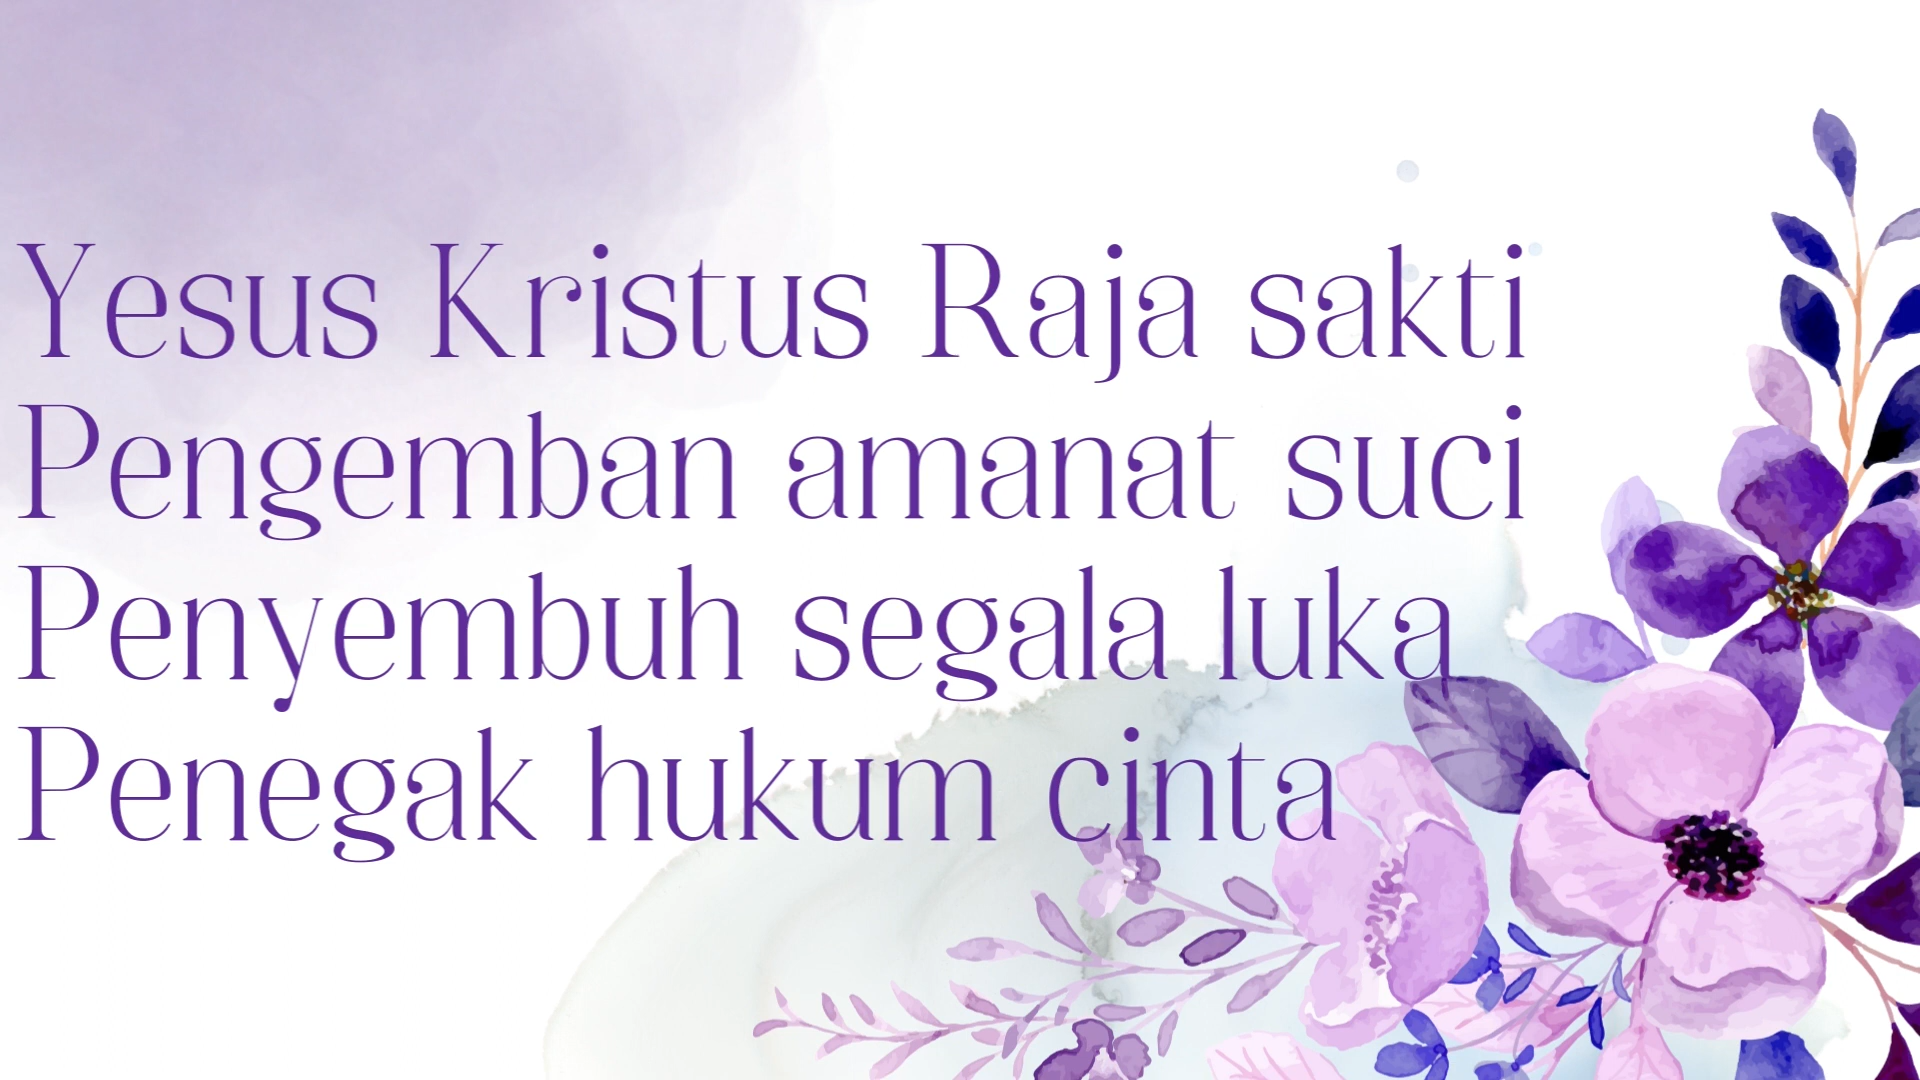 Yesus Kristus Raja sakti
Pengemban amanat suci
Penyembuh segala luka
Penegak hukum cinta